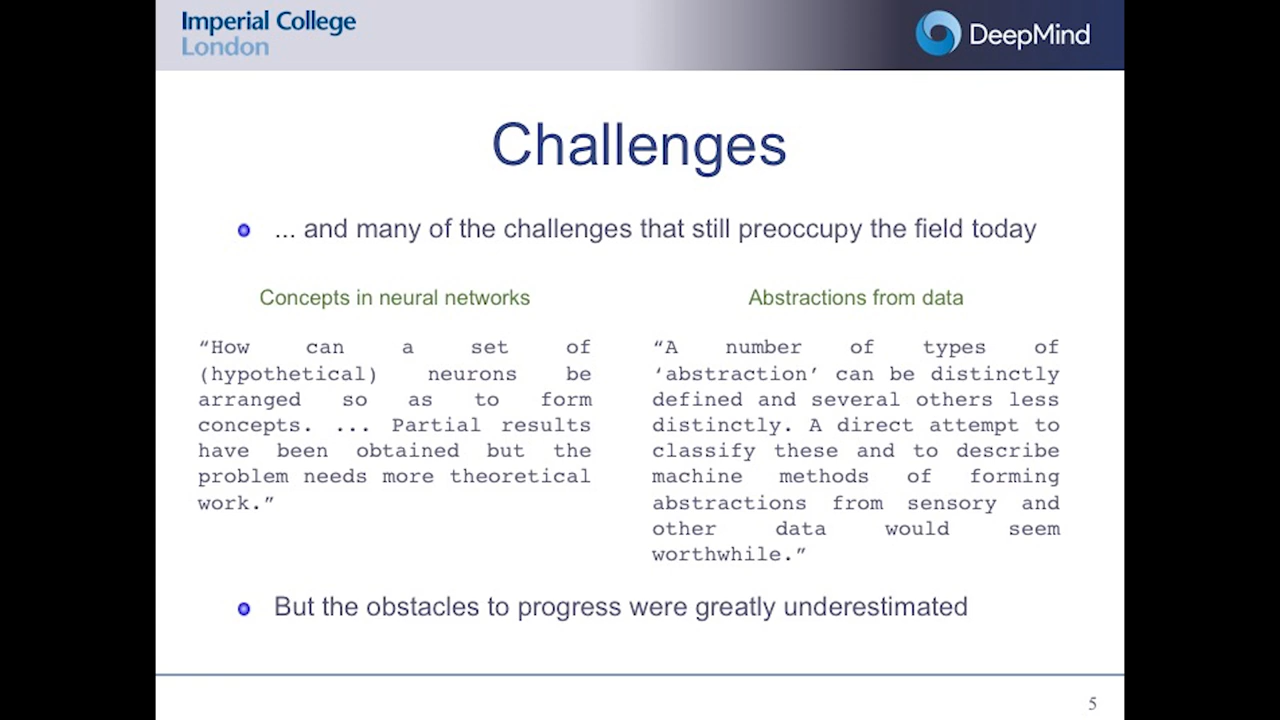 Imperial College
London
DeepMind
Challenges
... and many of the challenges that still preoccupy the field today
Concepts in neural networks
“How can a set of
(hypothetical) neurons be
arranged so as to form
concepts. ... Partial results
have been obtained but the
problem needs more theoretical
work.”
Abstractions from data
“A number of types of
‘abstraction’ can be distinctly
defined and several others less
distinctly. A direct attempt to
classify these and to describe
machine methods of forming
abstractions from sensory and
other data would seem
worthwhile.”
But the obstacles to progress were greatly underestimated
5